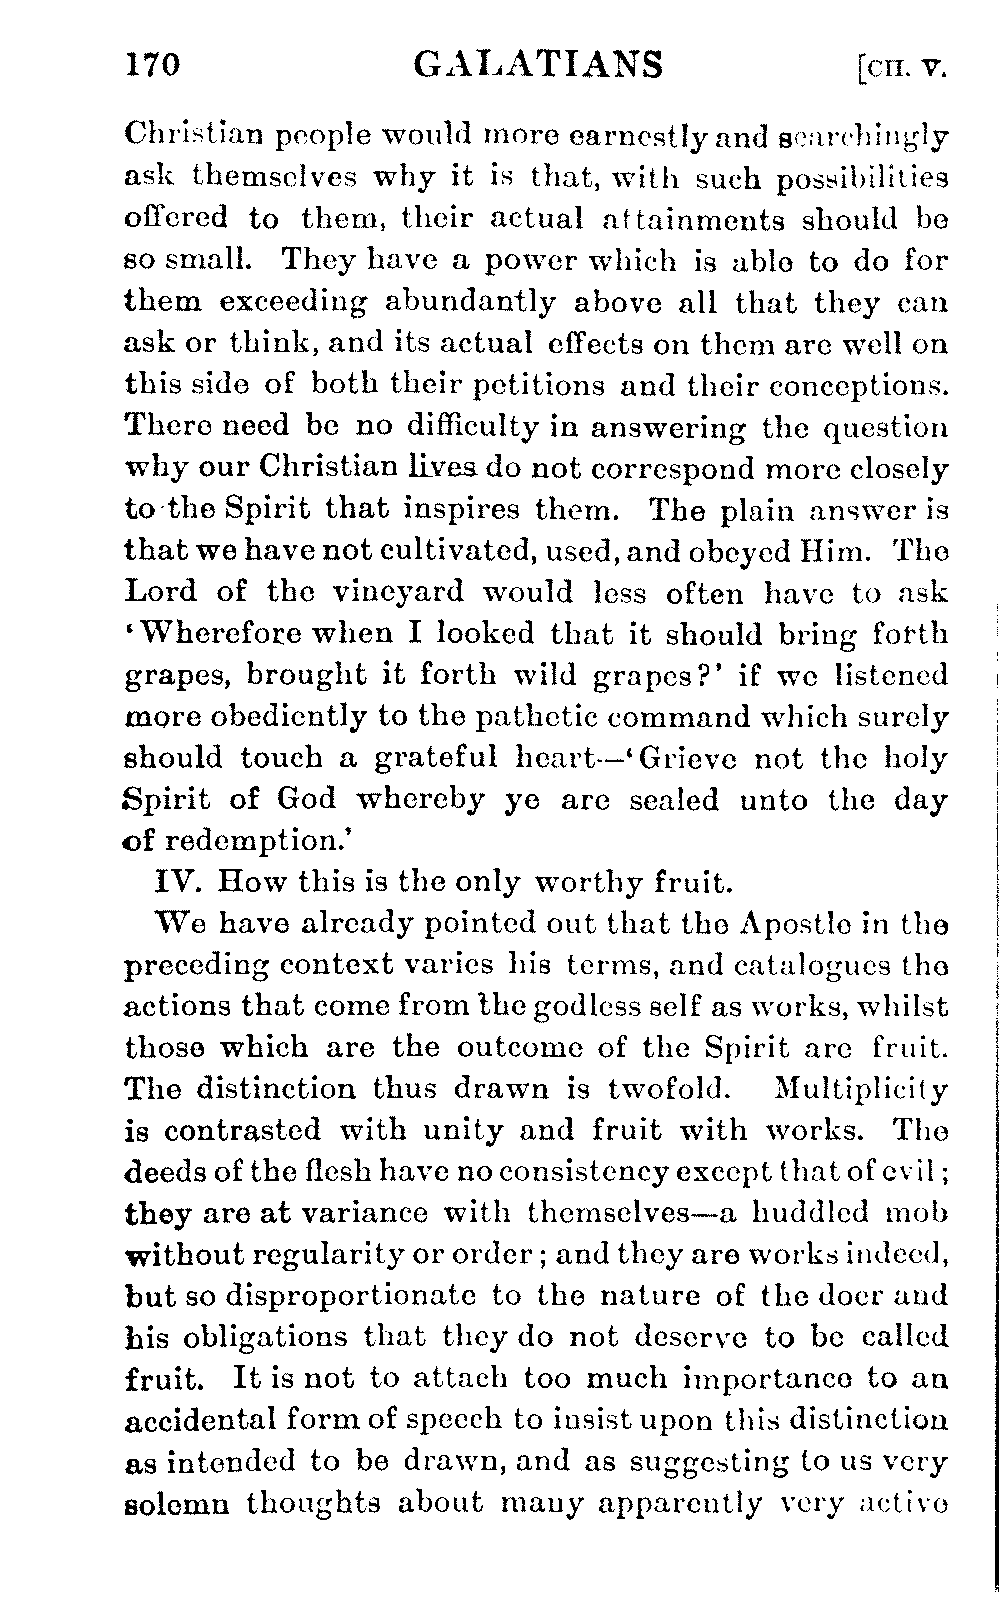 170 GALATIANS [CH. V.
Christian people would more earnestly and searchingly
ask themselves why it is that, with such possibilities
offered to them, their actual attainments should be
so small. They have a power which is able to do for
them exceeding abundantly above all that they can
ask or think, and its actual effects on them are well on
this side of both their petitions and their conceptions.
There need be no difficulty in answering the question
why our Christian lives do not correspond more closely
to the Spirit that inspires them. The plain answer is
that we have not cultivated, used, and obeyed Him. The
Lord of the vineyard would less often have to ask
‘Wherefore when I looked that it should bring forth
grapes, brought it forth wild grapes?’ if we listened
more obediently to the pathetic command which surely
should touch a grateful heart—‘Grieve not the holy
Spirit of God whereby ye are sealed unto the day
of redemption.’
IV. How this is the only worthy fruit.
We have already pointed out that the Apostle in the
preceding context varies his terms, and catalogues the
actions that come from the godless self as works, whilst
those which are the outcome of the Spirit are fruit.
The distinction thus drawn is twofold. Multiplicity
is contrasted with unity and fruit with works. The
deeds of the flesh have no consistency except that of evil;
they are at variance with themselves—a huddled mob
without regularity or order; and they are works indeed,
but so disproportionate to the nature of the doer and
his obligations that they do not deserve to be called
fruit. It is not to attach too much importance to an
accidental form of speech to insist upon this distinction
as intended to be drawn, and as suggesting to us very
solemn thoughts about many apparently very active